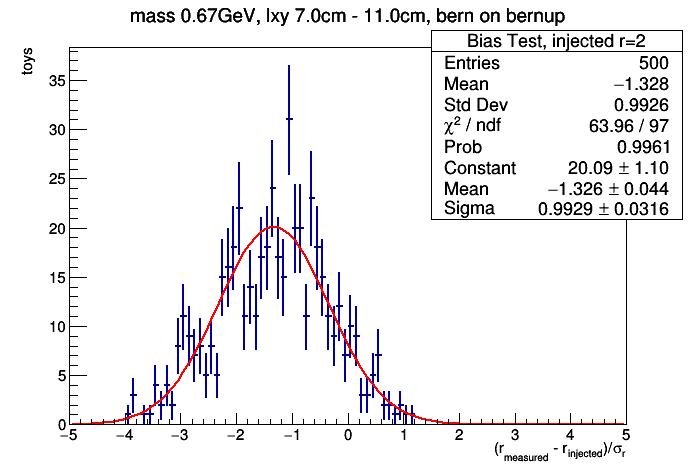 mass 0.67GeV, lxy 7.0cm - 11.0cm, bern on bernup
Bias Test, injected r=2
Entries 500
Mean −1.328
Std Dev 0.9926
χ² / ndf 63.96 / 97
Prob 0.9961
Constant 20.09 ± 1.10
Mean −1.326 ± 0.044
Sigma 0.9929 ± 0.0316
toys
35
30
25
20
15
10
5
0
−5 −4 −3 −2 −1 0 1 2 3 4 5
(r_measured - r_injected)/σ_r